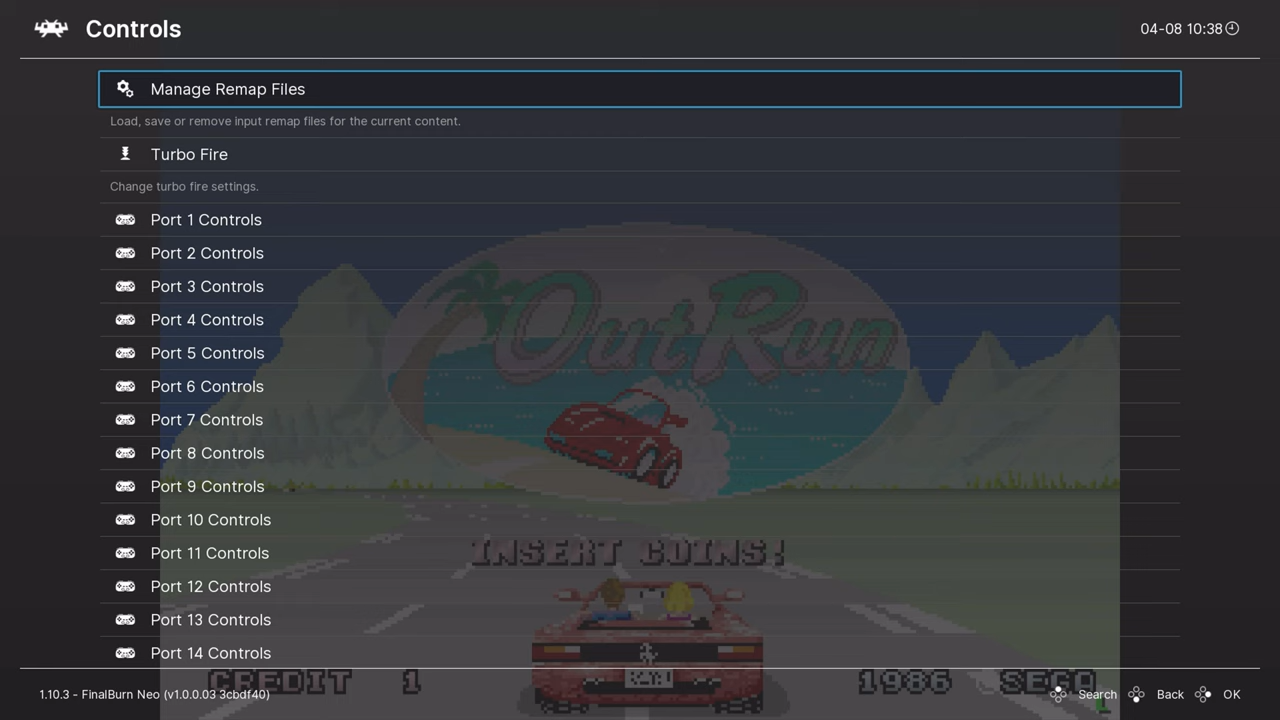 Controls
04-08 10:38
Manage Remap Files
Load, save or remove input remap files for the current content.
Turbo Fire
Change turbo fire settings.
Port 1 Controls
Port 2 Controls
Port 3 Controls
Port 4 Controls
Port 5 Controls
Port 6 Controls
Port 7 Controls
Port 8 Controls
Port 9 Controls
Port 10 Controls
Port 11 Controls
Port 12 Controls
Port 13 Controls
Port 14 Controls
OutRun
INSERT COINS!
CREDIT 1
1986 SEGA
1.10.3 - FinalBurn Neo (v1.0.0.03 3cbdf40)
Search
Back
OK